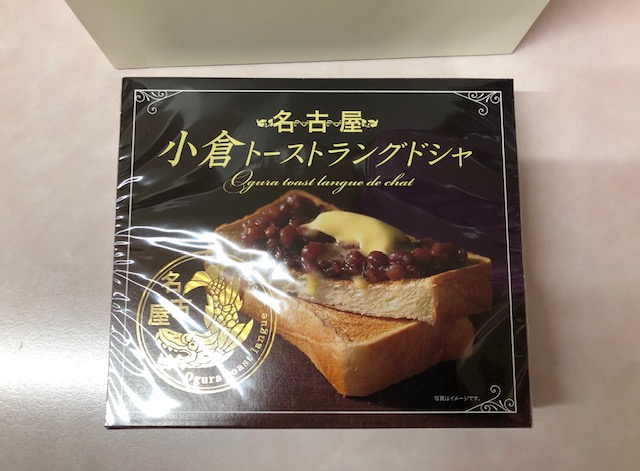 名古屋
小倉トーストラングドシャ
Ogura toast langue de chat
名古屋
Ogura toast langue
写真はイメージです。